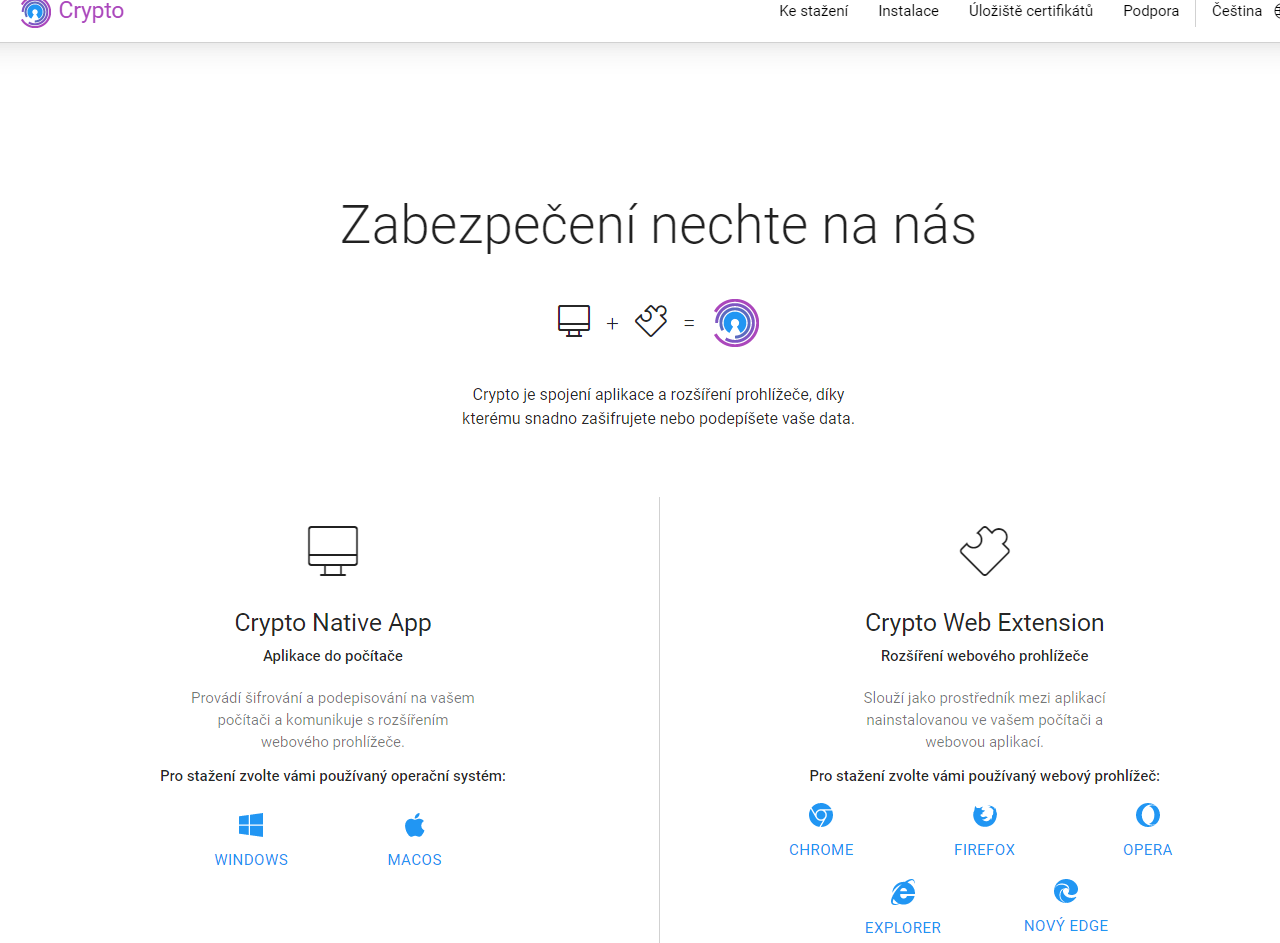 Crypto
Ke stažení Instalace Úložiště certifikátů Podpora Čeština
Zabezpečení nechte na nás
+ =
Crypto je spojení aplikace a rozšíření prohlížeče, díky
kterému snadno zašifrujete nebo podepíšete vaše data.
Crypto Native App
Aplikace do počítače
Provádí šifrování a podepisování na vašem
počítači a komunikuje s rozšířením
webového prohlížeče.
Pro stažení zvolte vámi používaný operační systém:
WINDOWS MACOS
Crypto Web Extension
Rozšíření webového prohlížeče
Slouží jako prostředník mezi aplikací
nainstalovanou ve vašem počítači a
webovou aplikací.
Pro stažení zvolte vámi používaný webový prohlížeč:
CHROME FIREFOX OPERA
EXPLORER NOVÝ EDGE